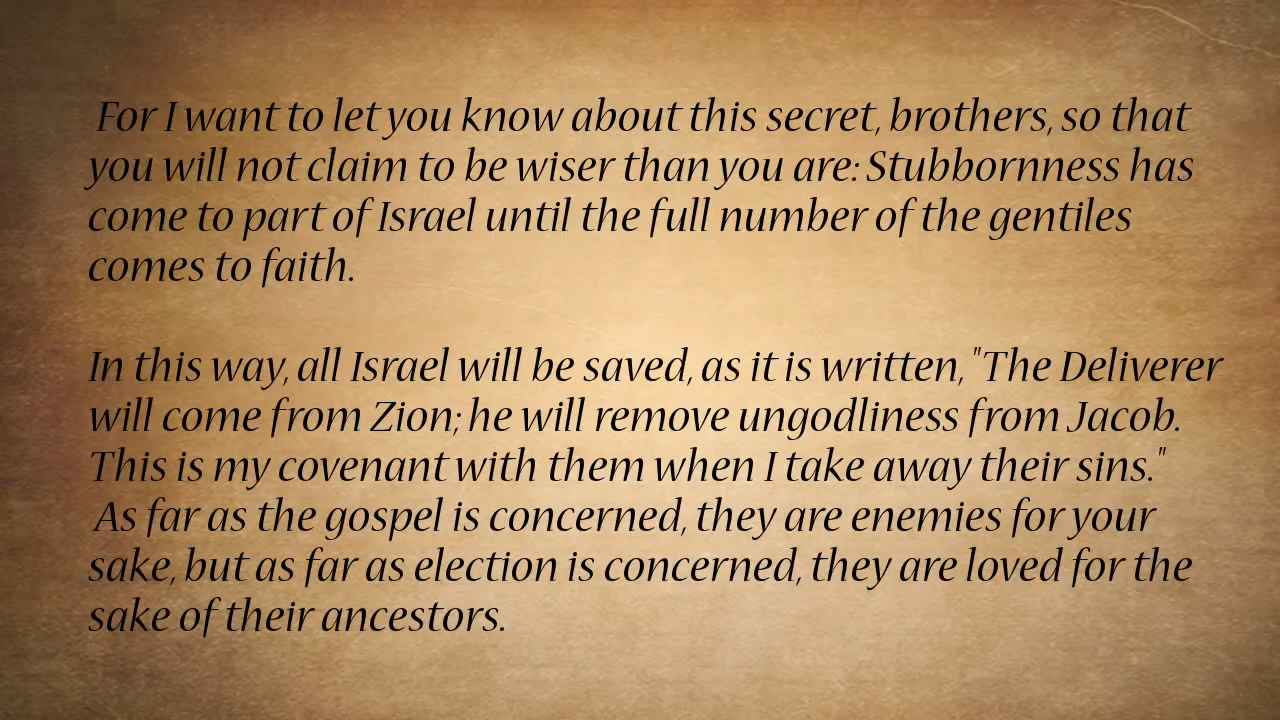 For I want to let you know about this secret, brothers, so that
you will not claim to be wiser than you are: Stubbornness has
come to part of Israel until the full number of the gentiles
comes to faith.
In this way, all Israel will be saved, as it is written, "The Deliverer
will come from Zion; he will remove ungodliness from Jacob.
This is my covenant with them when I take away their sins."
As far as the gospel is concerned, they are enemies for your
sake, but as far as election is concerned, they are loved for the
sake of their ancestors.